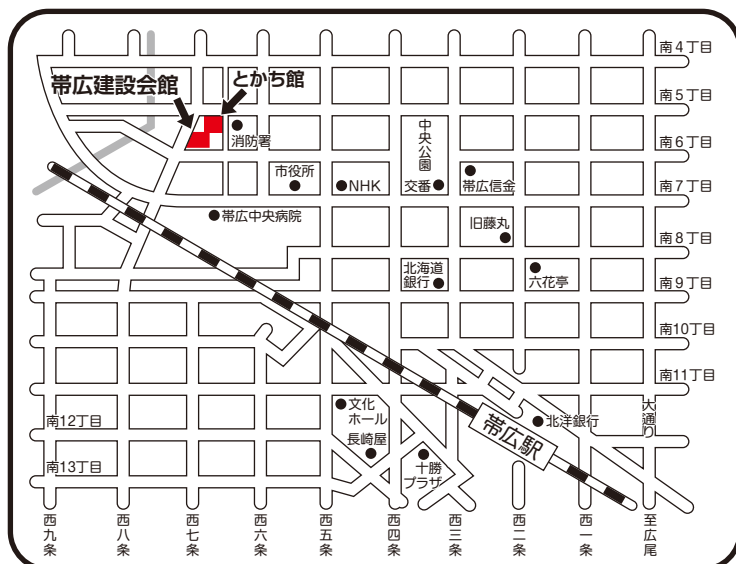 南4丁目
とかち館
帯広建設会館
南5丁目
消防署
中央公園
南6丁目
市役所
NHK
交番
帯広信金
南7丁目
帯広中央病院
旧藤丸
南8丁目
北海道
銀行
六花亭
南9丁目
南10丁目
南11丁目
文化
ホール
南12丁目
北洋銀行
大通り
帯広駅
長崎屋
十勝
プラザ
南13丁目
西九条
西八条
西七条
西六条
西五条
西四条
西三条
西二条
西一条
至広尾